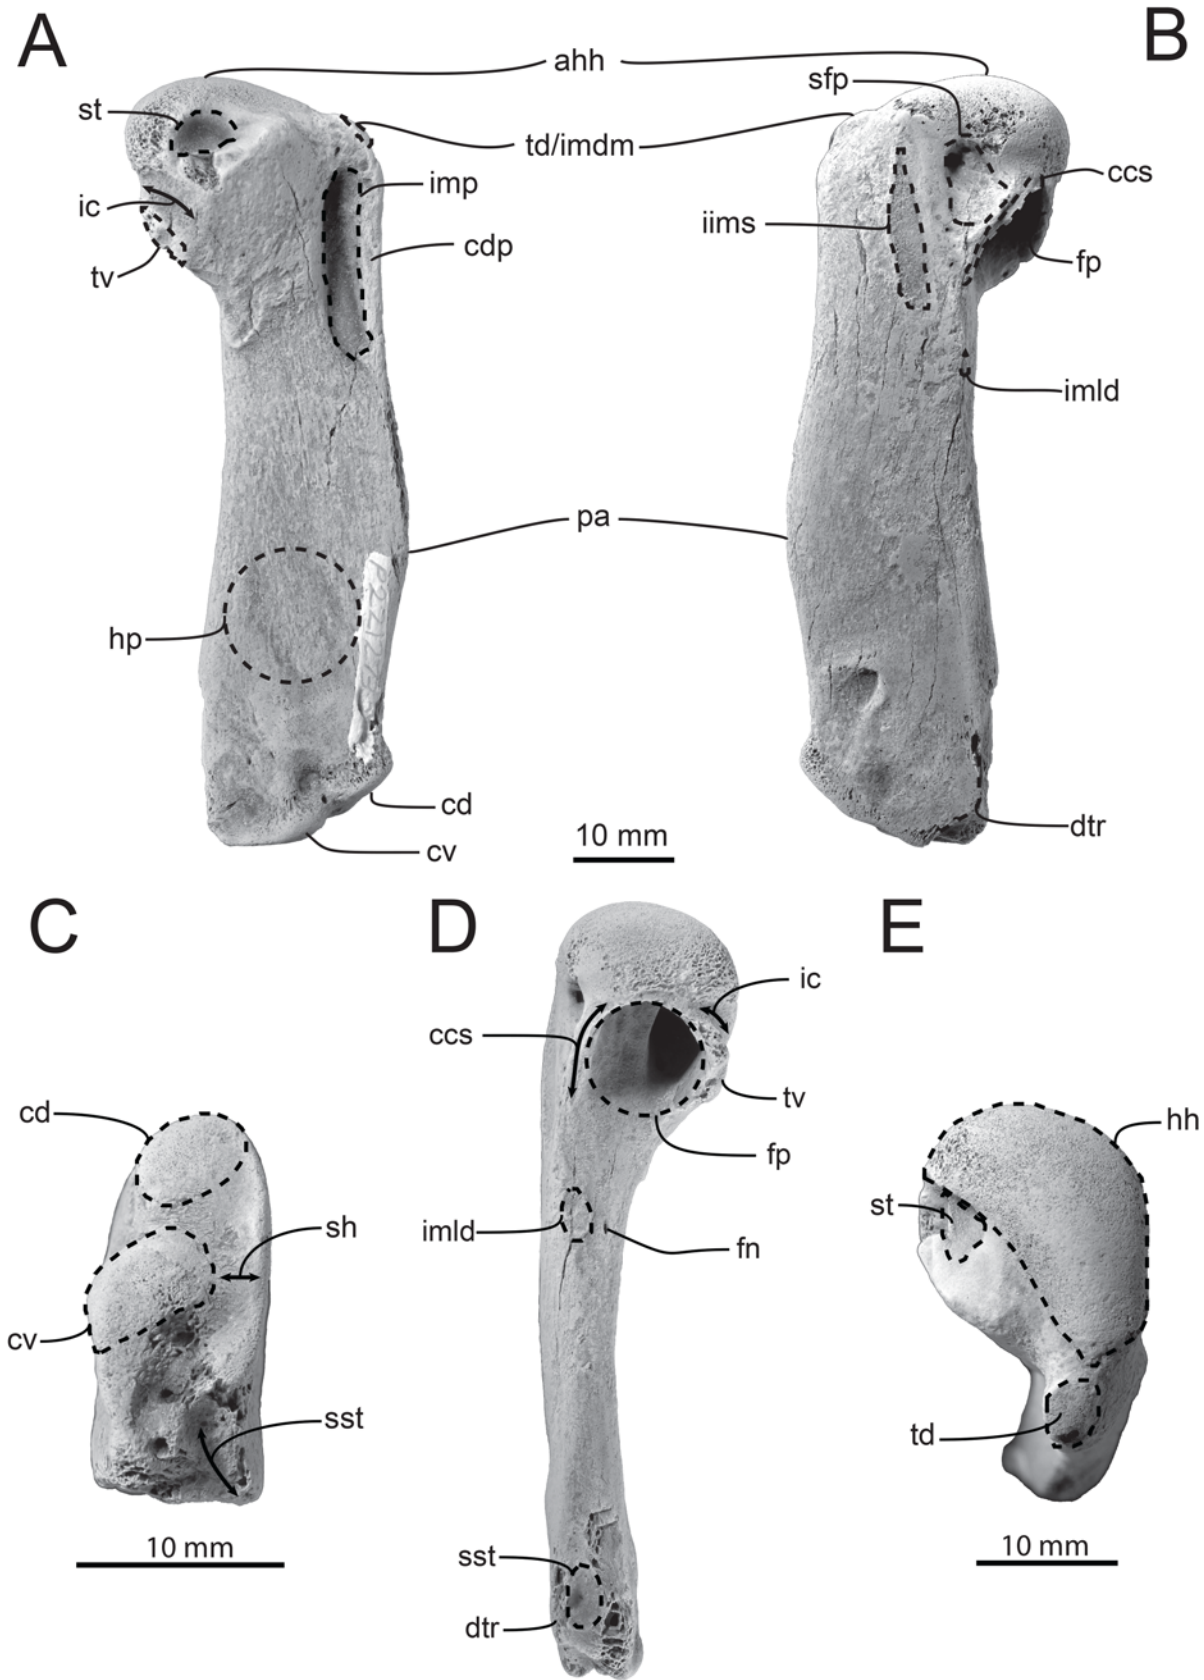 A
B
ahh
sfp
st
td/imdm
ccs
imp
ic
iims
cdp
fp
tv
imld
pa
hp
cd
dtr
10 mm
cv
C
D
E
ic
ccs
cd
tv
hh
fp
st
sh
imld
fn
cv
sst
td
10 mm
10 mm
sst
dtr